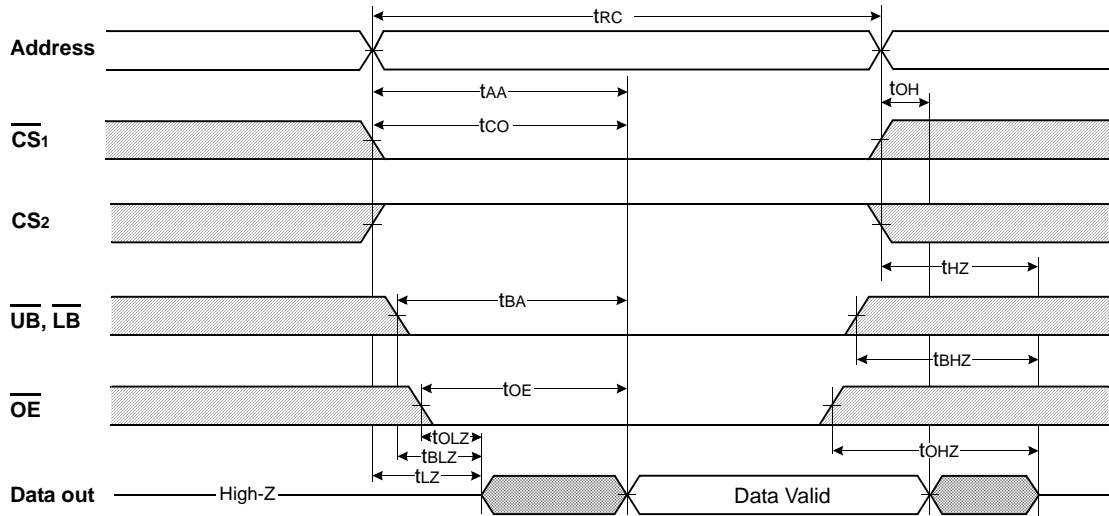 tRC
Address
tAA
tOH
tCO
CS1
CS2
tHZ
tBA
UB, LB
tBHZ
tOE
OE
tOLZ
tBLZ
tOHZ
tLZ
Data out
High-Z
Data Valid